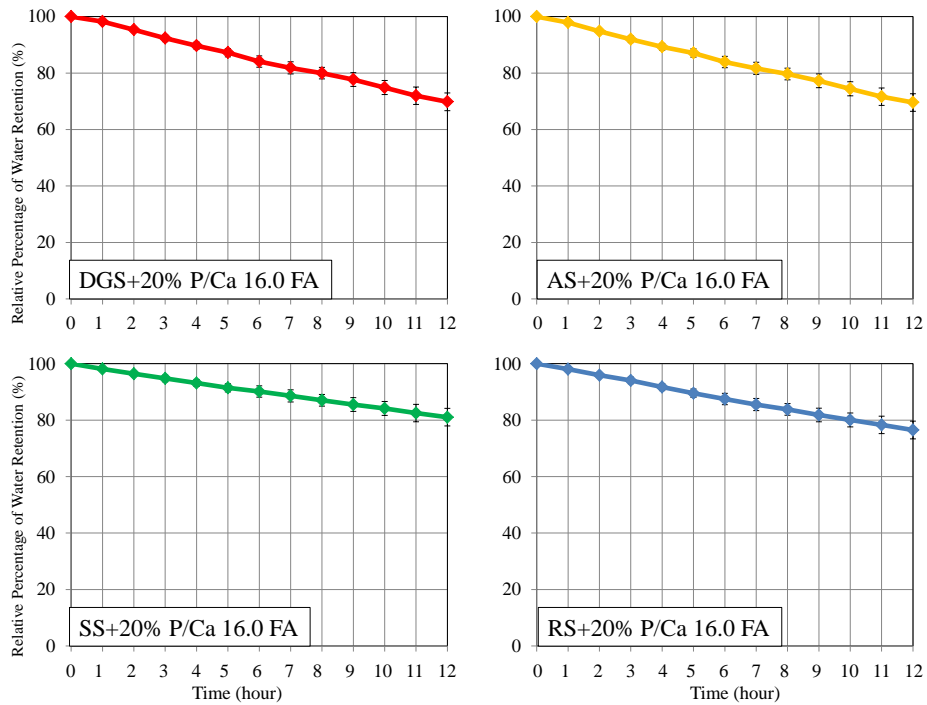 Relative Percentage of Water Retention (%)
100
80
60
40
20
0
DGS+20% P/Ca 16.0 FA
0 1 2 3 4 5 6 7 8 9 10 11 12
100
80
60
40
20
0
AS+20% P/Ca 16.0 FA
0 1 2 3 4 5 6 7 8 9 10 11 12
Relative Percentage of Water Retention (%)
100
80
60
40
20
0
SS+20% P/Ca 16.0 FA
0 1 2 3 4 5 6 7 8 9 10 11 12
Time (hour)
100
80
60
40
20
0
RS+20% P/Ca 16.0 FA
0 1 2 3 4 5 6 7 8 9 10 11 12
Time (hour)